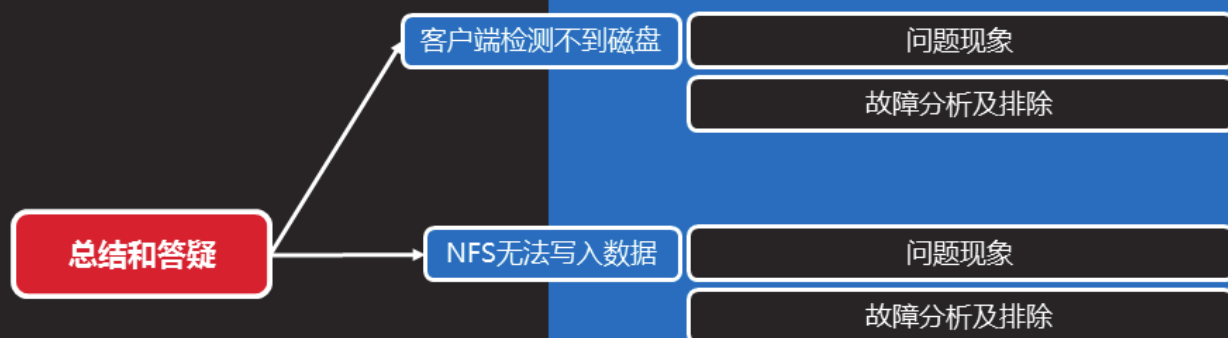 客户端检测不到磁盘
问题现象
故障分析及排除
总结和答疑
NFS无法写入数据
问题现象
故障分析及排除